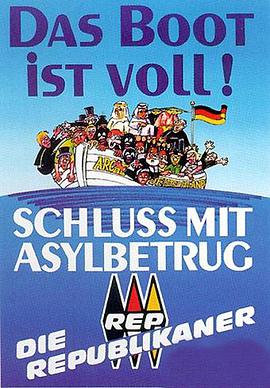 DAS BOOT
IST VOLL!
SCHLUSS MIT
ASYLBETRUG
REP
DIE
REPUBLIKANER